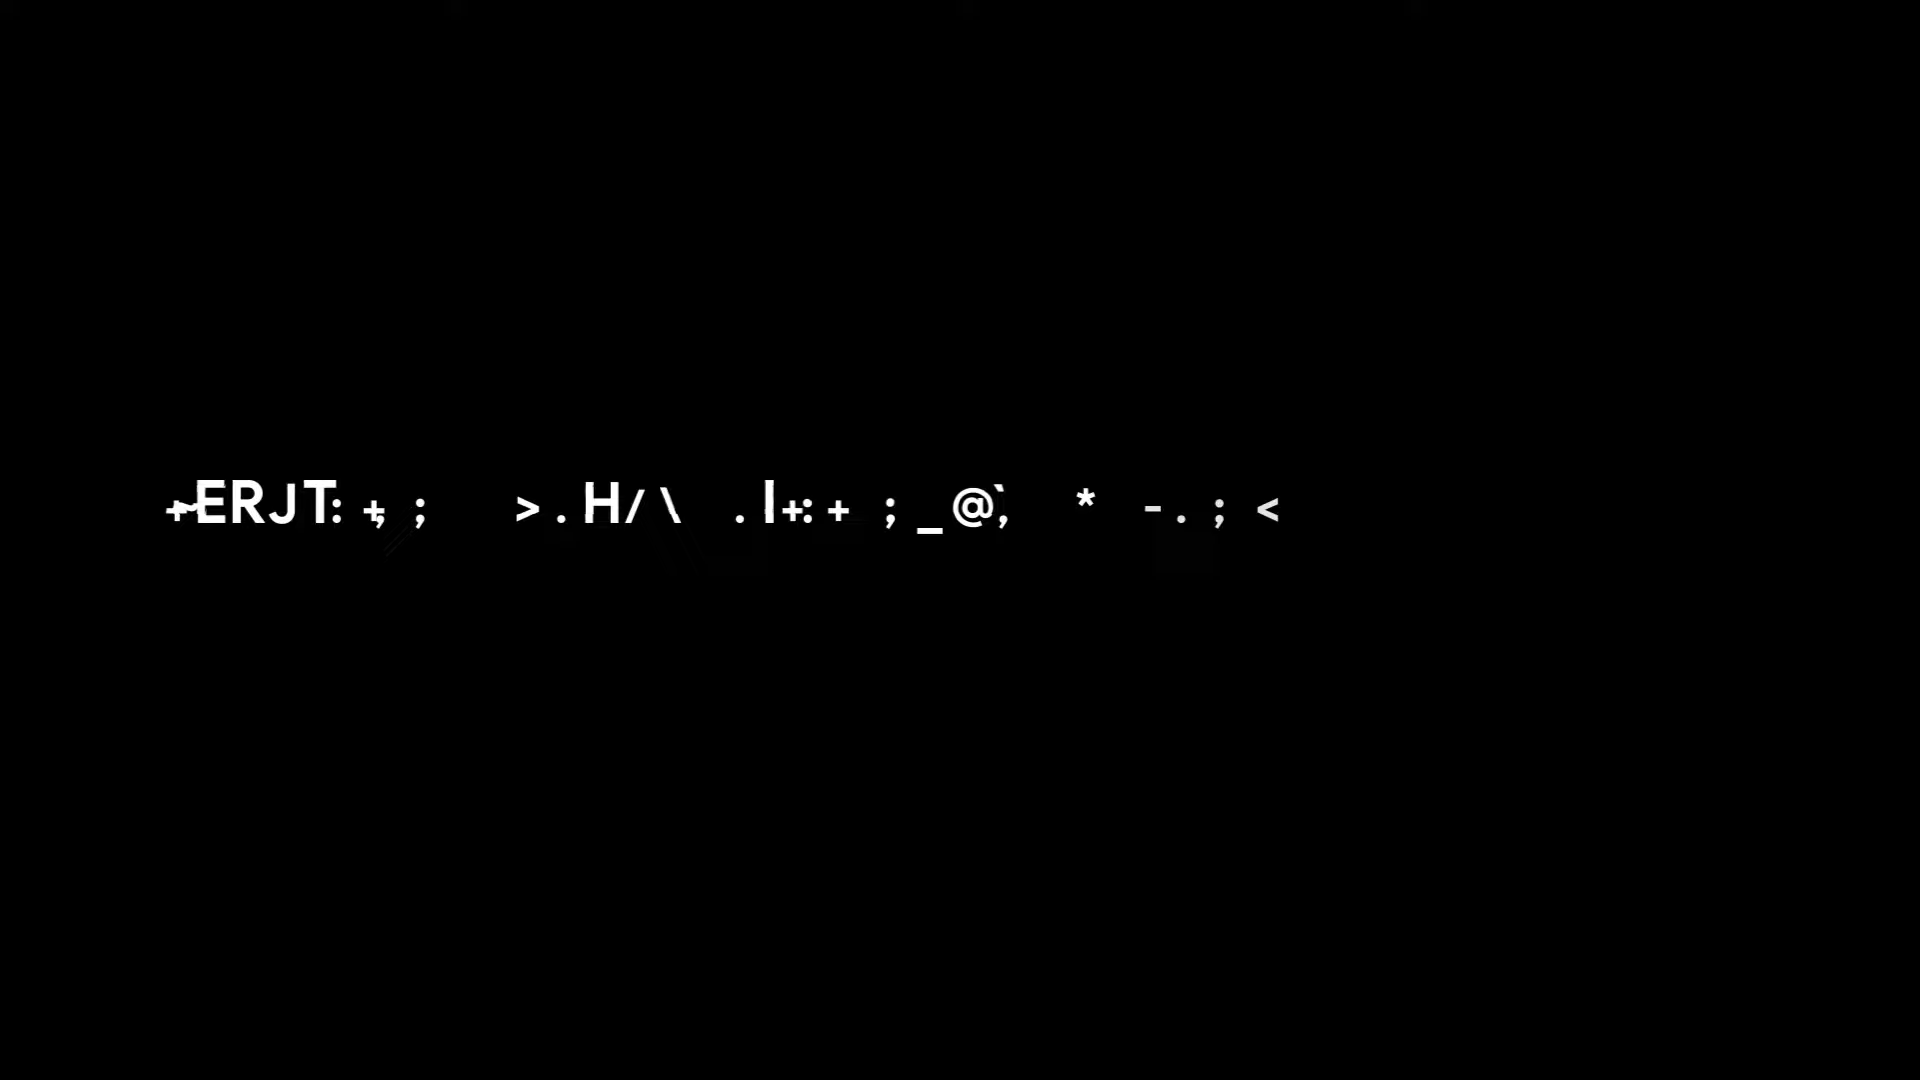 +~ERJT: +, ; > . H/ \ . I+: + ; _ @`, * - . ; <